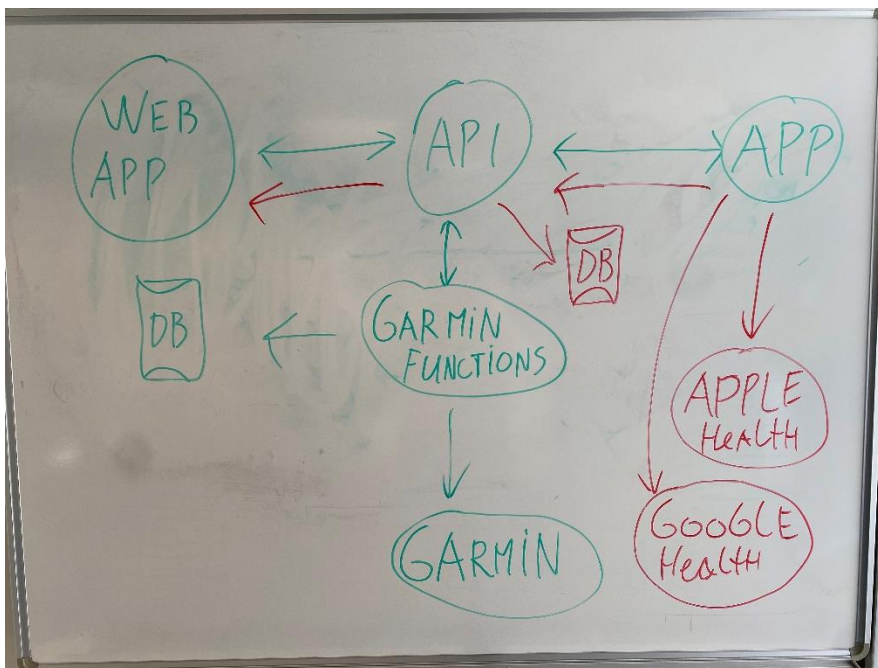 WEB
APP
API
APP
DB
DB
GARMiN
FUNCTiONS
APPLE
HeALtH
GARMiN
GOOGLE
HeaLtH